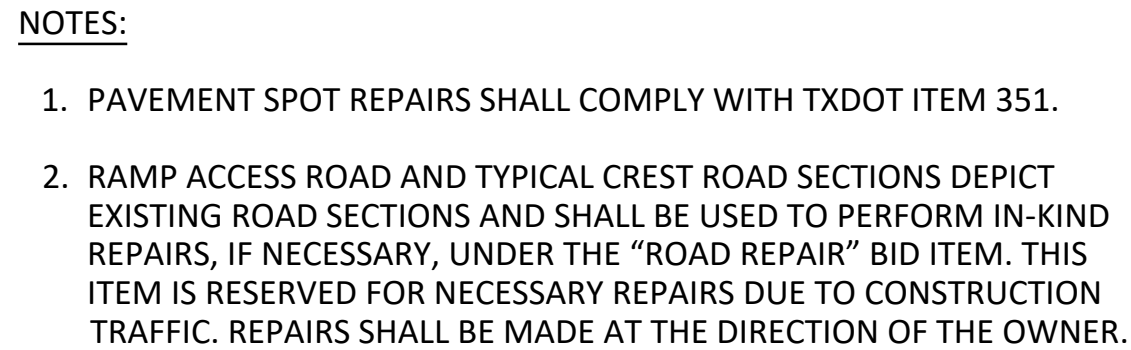 NOTES:
1. PAVEMENT SPOT REPAIRS SHALL COMPLY WITH TXDOT ITEM 351.
2. RAMP ACCESS ROAD AND TYPICAL CREST ROAD SECTIONS DEPICT
EXISTING ROAD SECTIONS AND SHALL BE USED TO PERFORM IN-KIND
REPAIRS, IF NECESSARY, UNDER THE “ROAD REPAIR” BID ITEM. THIS
ITEM IS RESERVED FOR NECESSARY REPAIRS DUE TO CONSTRUCTION
TRAFFIC. REPAIRS SHALL BE MADE AT THE DIRECTION OF THE OWNER.